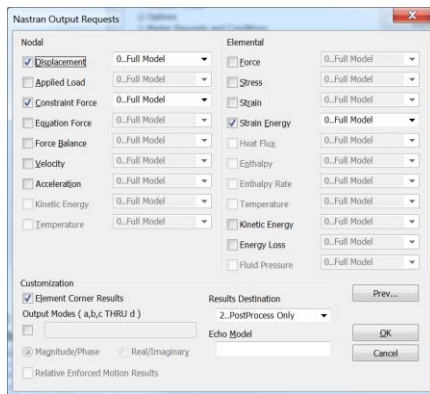 Nastran Output Requests
Nodal
Displacement 0..Full Model
Applied Load 0..Full Model
Constraint Force 0..Full Model
Equation Force 0..Full Model
Force Balance 0..Full Model
Velocity 0..Full Model
Acceleration 0..Full Model
Kinetic Energy 0..Full Model
Temperature 0..Full Model
Elemental
Force 0..Full Model
Stress 0..Full Model
Strain 0..Full Model
Strain Energy 0..Full Model
Heat Flux 0..Full Model
Enthalpy 0..Full Model
Enthalpy Rate 0..Full Model
Temperature 0..Full Model
Kinetic Energy 0..Full Model
Energy Loss 0..Full Model
Fluid Pressure 0..Full Model
Customization
Element Corner Results
Output Modes ( a,b,c THRU d )
Magnitude/Phase Real/Imaginary
Relative Enforced Motion Results
Results Destination
2..PostProcess Only
Echo Model
Prev...
OK
Cancel